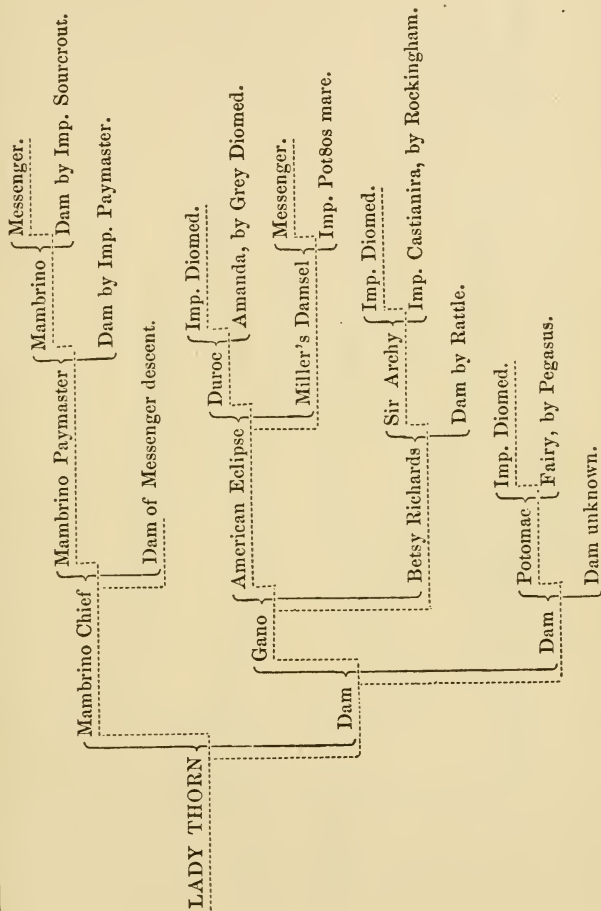 LADY THORN
Mambrino Chief
Mambrino Paymaster
Mambrino
Messenger.
Dam by Imp. Sourcrout.
Dam by Imp. Paymaster.
Dam of Messenger descent.
Dam
Gano
American Eclipse
Duroc
Imp. Diomed.
Amanda, by Grey Diomed.
Miller's Damsel
Messenger.
Imp. Pot8os mare.
Betsy Richards
Sir Archy
Imp. Diomed.
Imp. Castianira, by Rockingham.
Dam by Rattle.
Dam
Potomac
Imp. Diomed.
Fairy, by Pegasus.
Dam unknown.